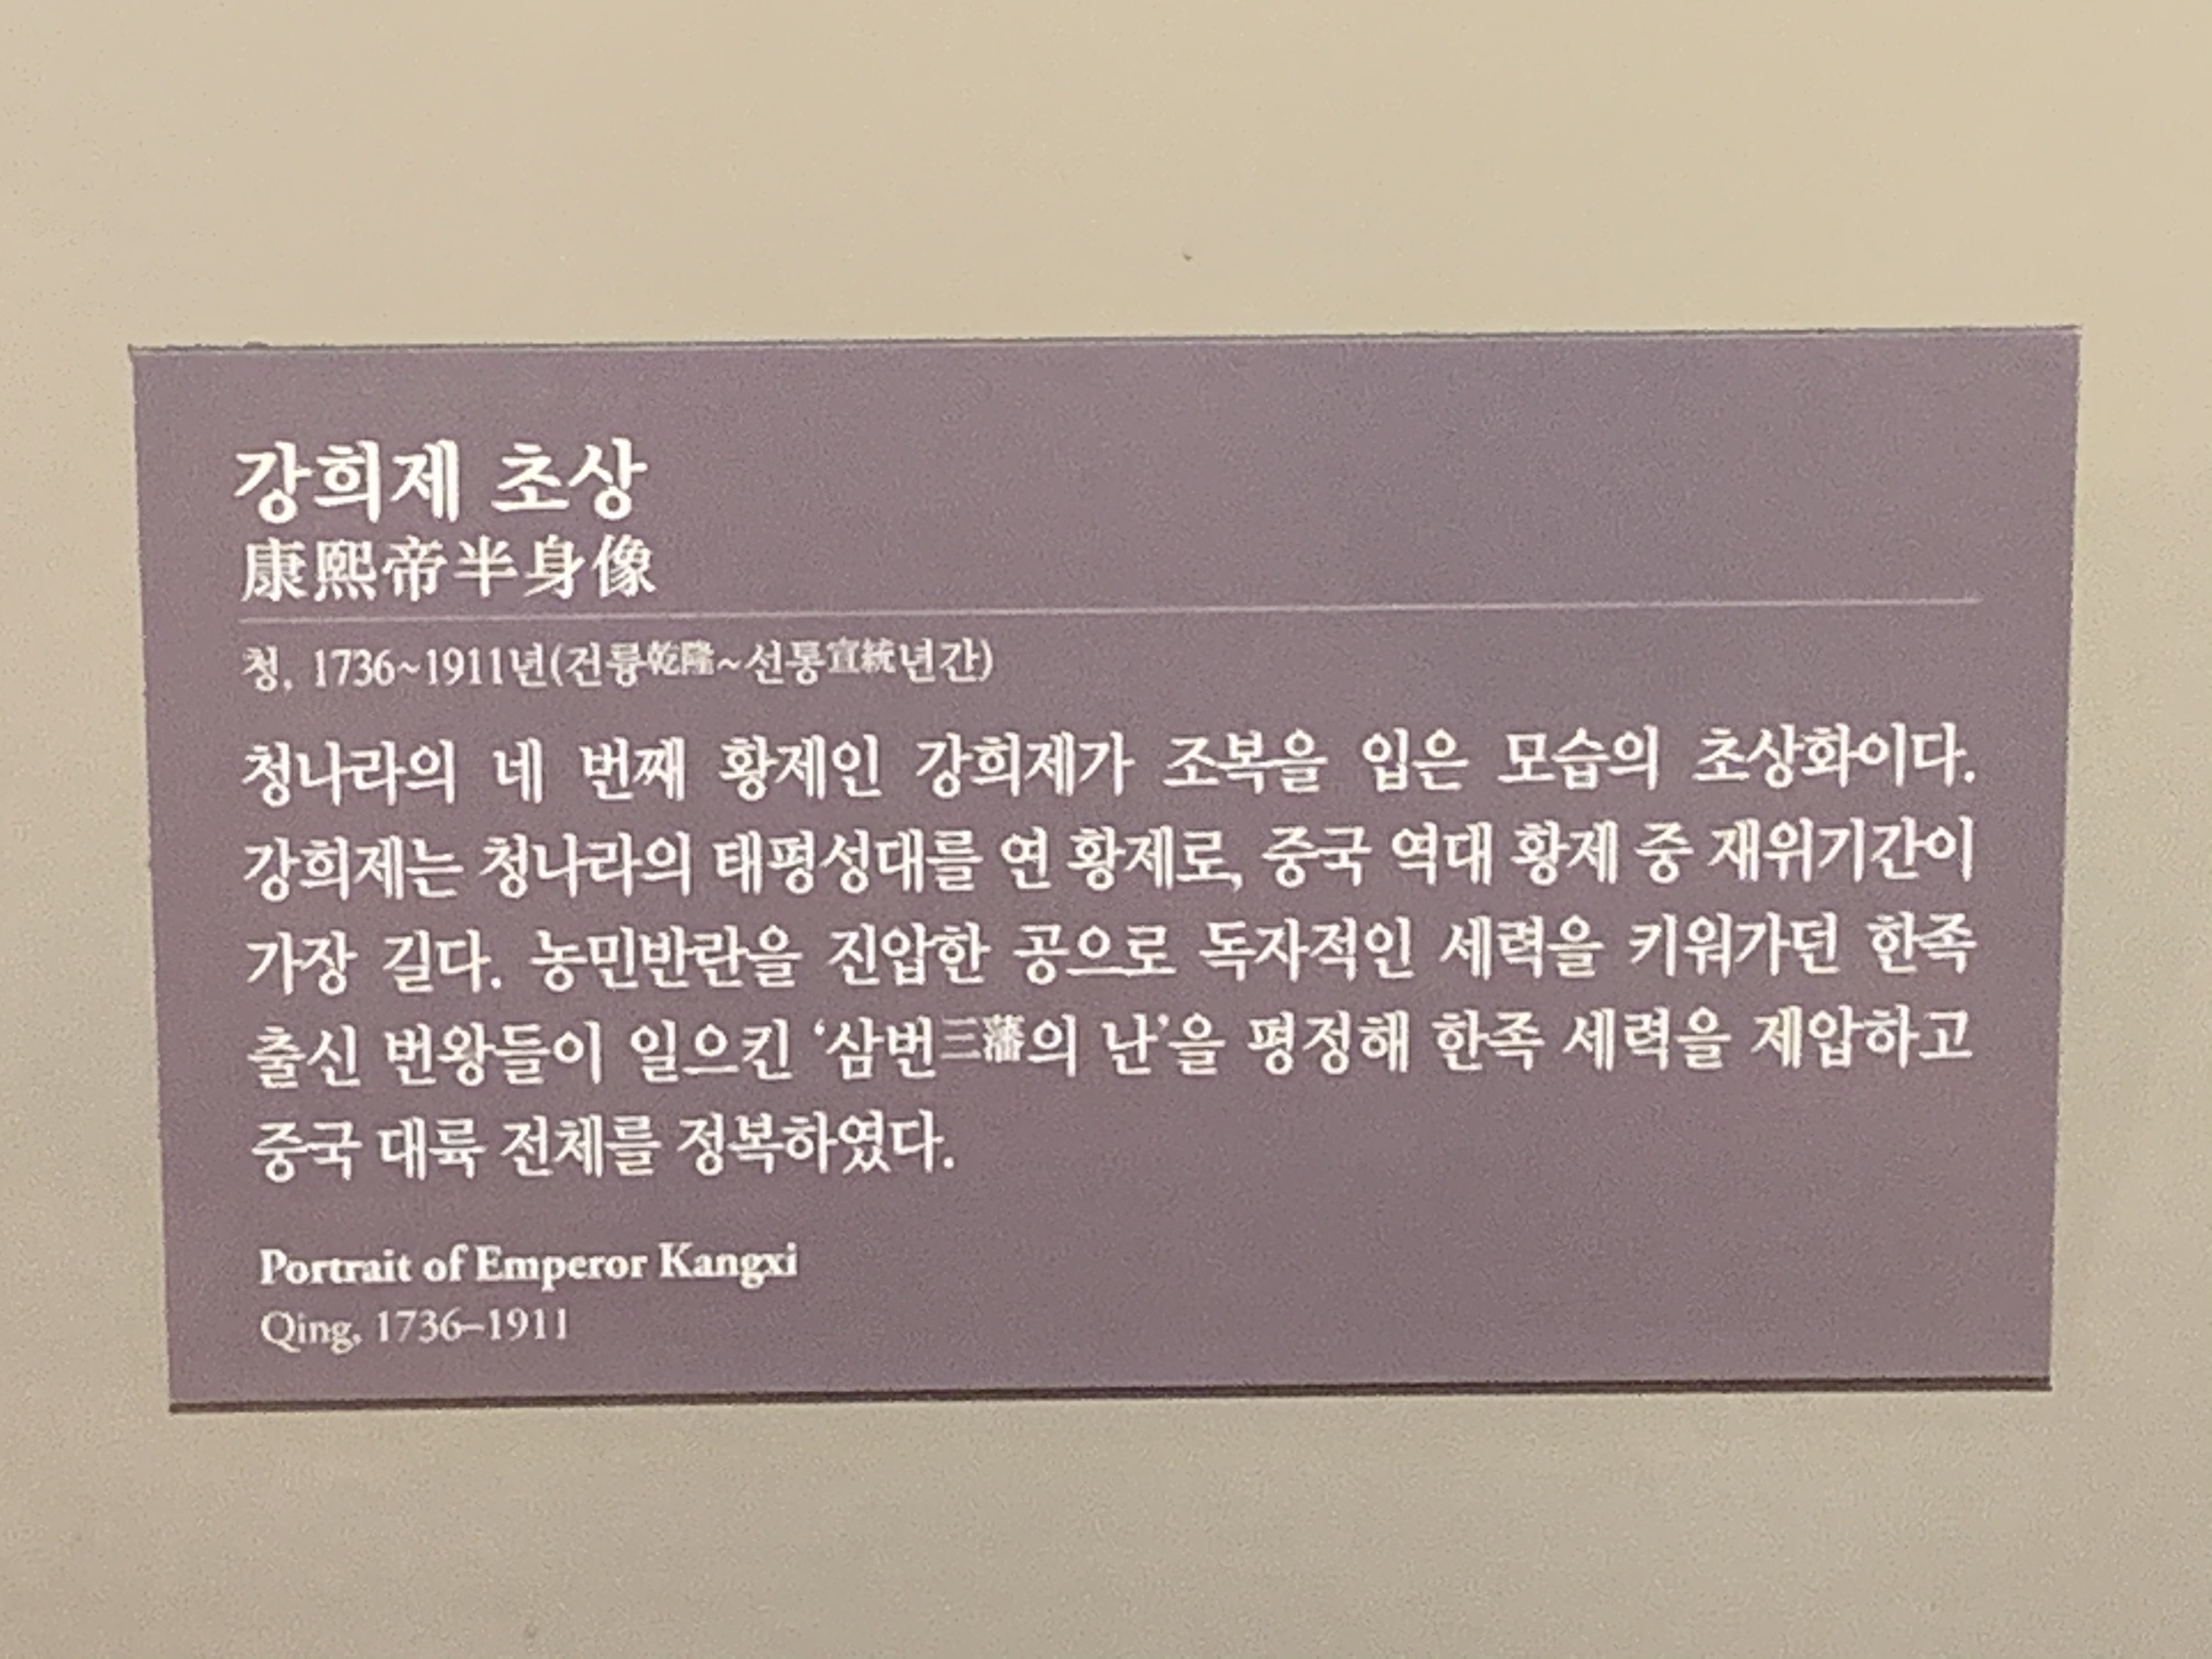 강희제 초상
康熙帝半身像
청, 1736~1911년(건륭乾隆~선통宣統년간)
청나라의 네 번째 황제인 강희제가 조복을 입은 모습의 초상화이다.
강희제는 청나라의 태평성대를 연 황제로, 중국 역대 황제 중 재위기간이
가장 길다. 농민반란을 진압한 공으로 독자적인 세력을 키워가던 한족
출신 번왕들이 일으킨 ‘삼번三藩의 난’을 평정해 한족 세력을 제압하고
중국 대륙 전체를 정복하였다.
Portrait of Emperor Kangxi
Qing, 1736–1911